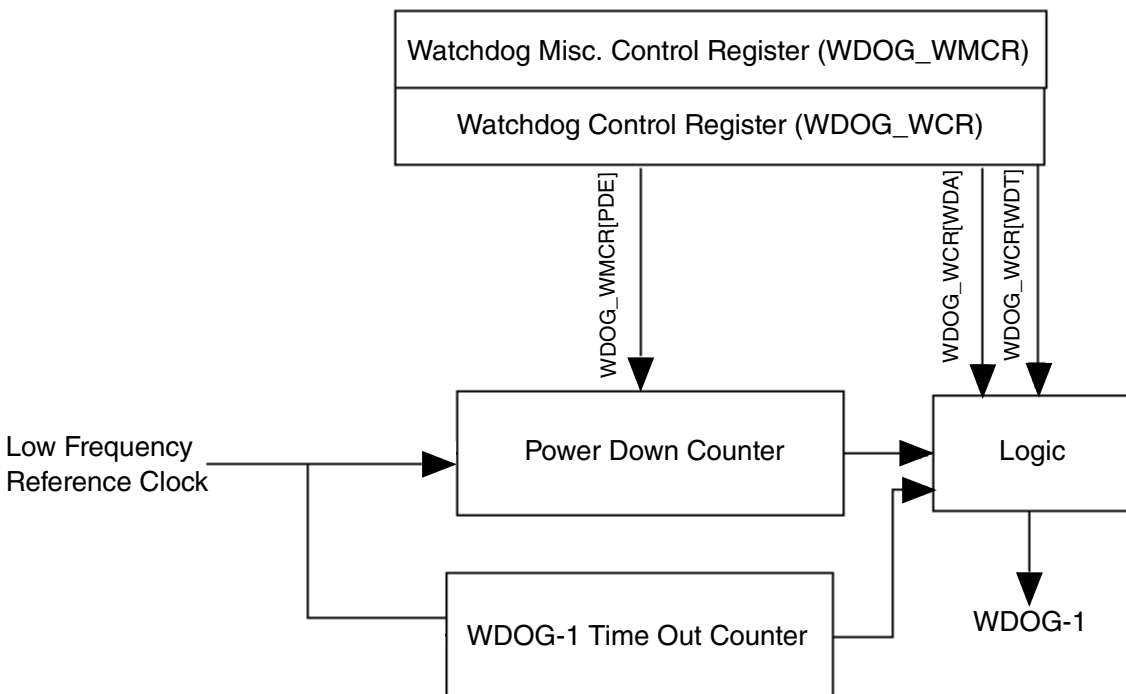 Watchdog Misc. Control Register (WDOG_WMCR)
Watchdog Control Register (WDOG_WCR)
WDOG_WMCR[PDE]
WDOG_WCR[WDA]
WDOG_WCR[WDT]
Low Frequency
Reference Clock
Power Down Counter
Logic
WDOG-1 Time Out Counter
WDOG-1